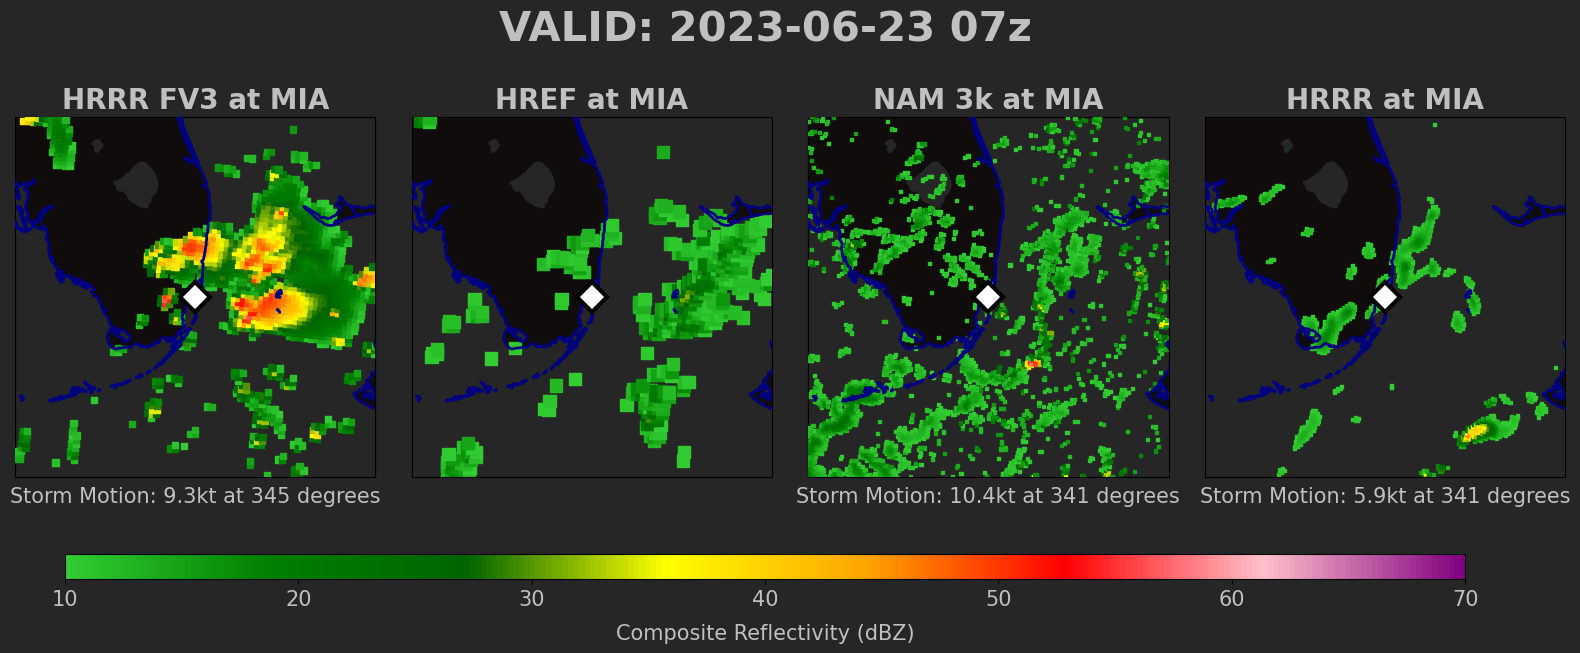 VALID: 2023-06-23 07z
HRRR FV3 at MIA
HREF at MIA
NAM 3k at MIA
HRRR at MIA
Storm Motion: 9.3kt at 345 degrees
Storm Motion: 10.4kt at 341 degrees
Storm Motion: 5.9kt at 341 degrees
10 20 30 40 50 60 70
Composite Reflectivity (dBZ)